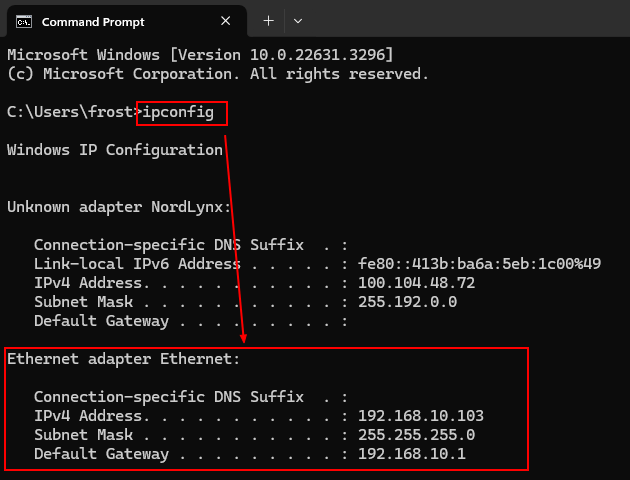 Command Prompt
Microsoft Windows [Version 10.0.22631.3296]
(c) Microsoft Corporation. All rights reserved.
C:\Users\frost>ipconfig
Windows IP Configuration
Unknown adapter NordLynx:
Connection-specific DNS Suffix  . :
Link-local IPv6 Address . . . . . : fe80::413b:ba6a:5eb:1c00%49
IPv4 Address. . . . . . . . . . . : 100.104.48.72
Subnet Mask . . . . . . . . . . . : 255.192.0.0
Default Gateway . . . . . . . . . :
Ethernet adapter Ethernet:
Connection-specific DNS Suffix  . :
IPv4 Address. . . . . . . . . . . : 192.168.10.103
Subnet Mask . . . . . . . . . . . : 255.255.255.0
Default Gateway . . . . . . . . . : 192.168.10.1